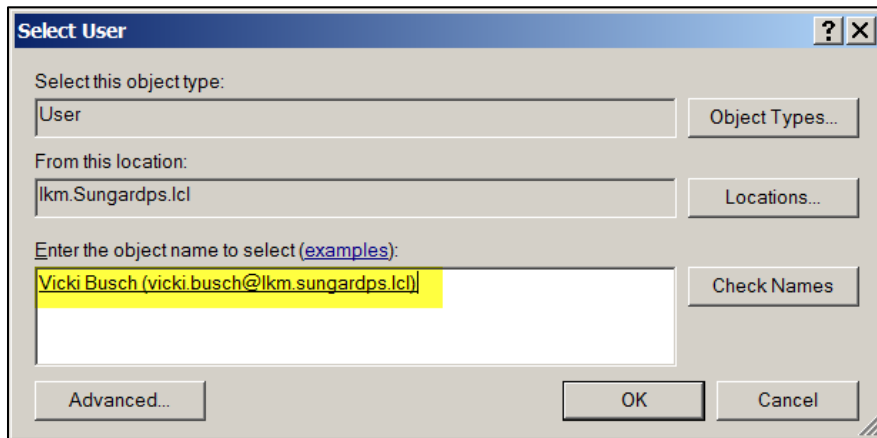 Select User
Select this object type:
User
Object Types...
From this location:
lkm.Sungardps.lcl
Locations...
Enter the object name to select (examples):
Vicki Busch (vicki.busch@lkm.sungardps.lcl)
Check Names
Advanced...
OK
Cancel